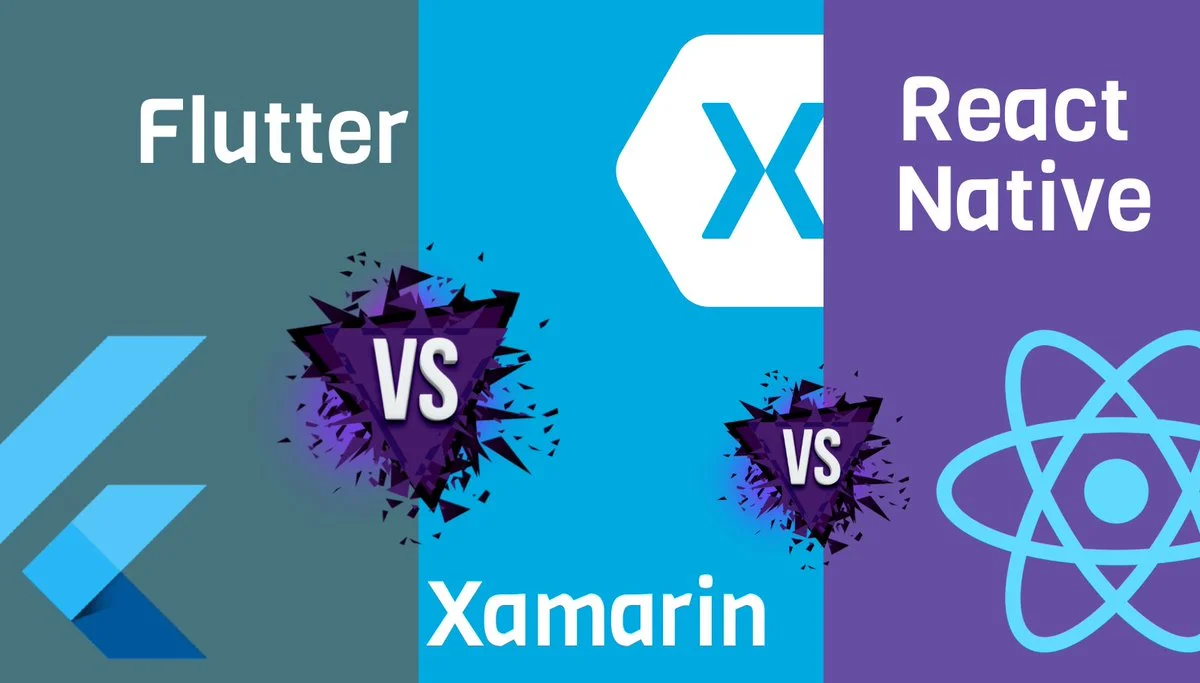 Flutter
VS
Xamarin
VS
React
Native